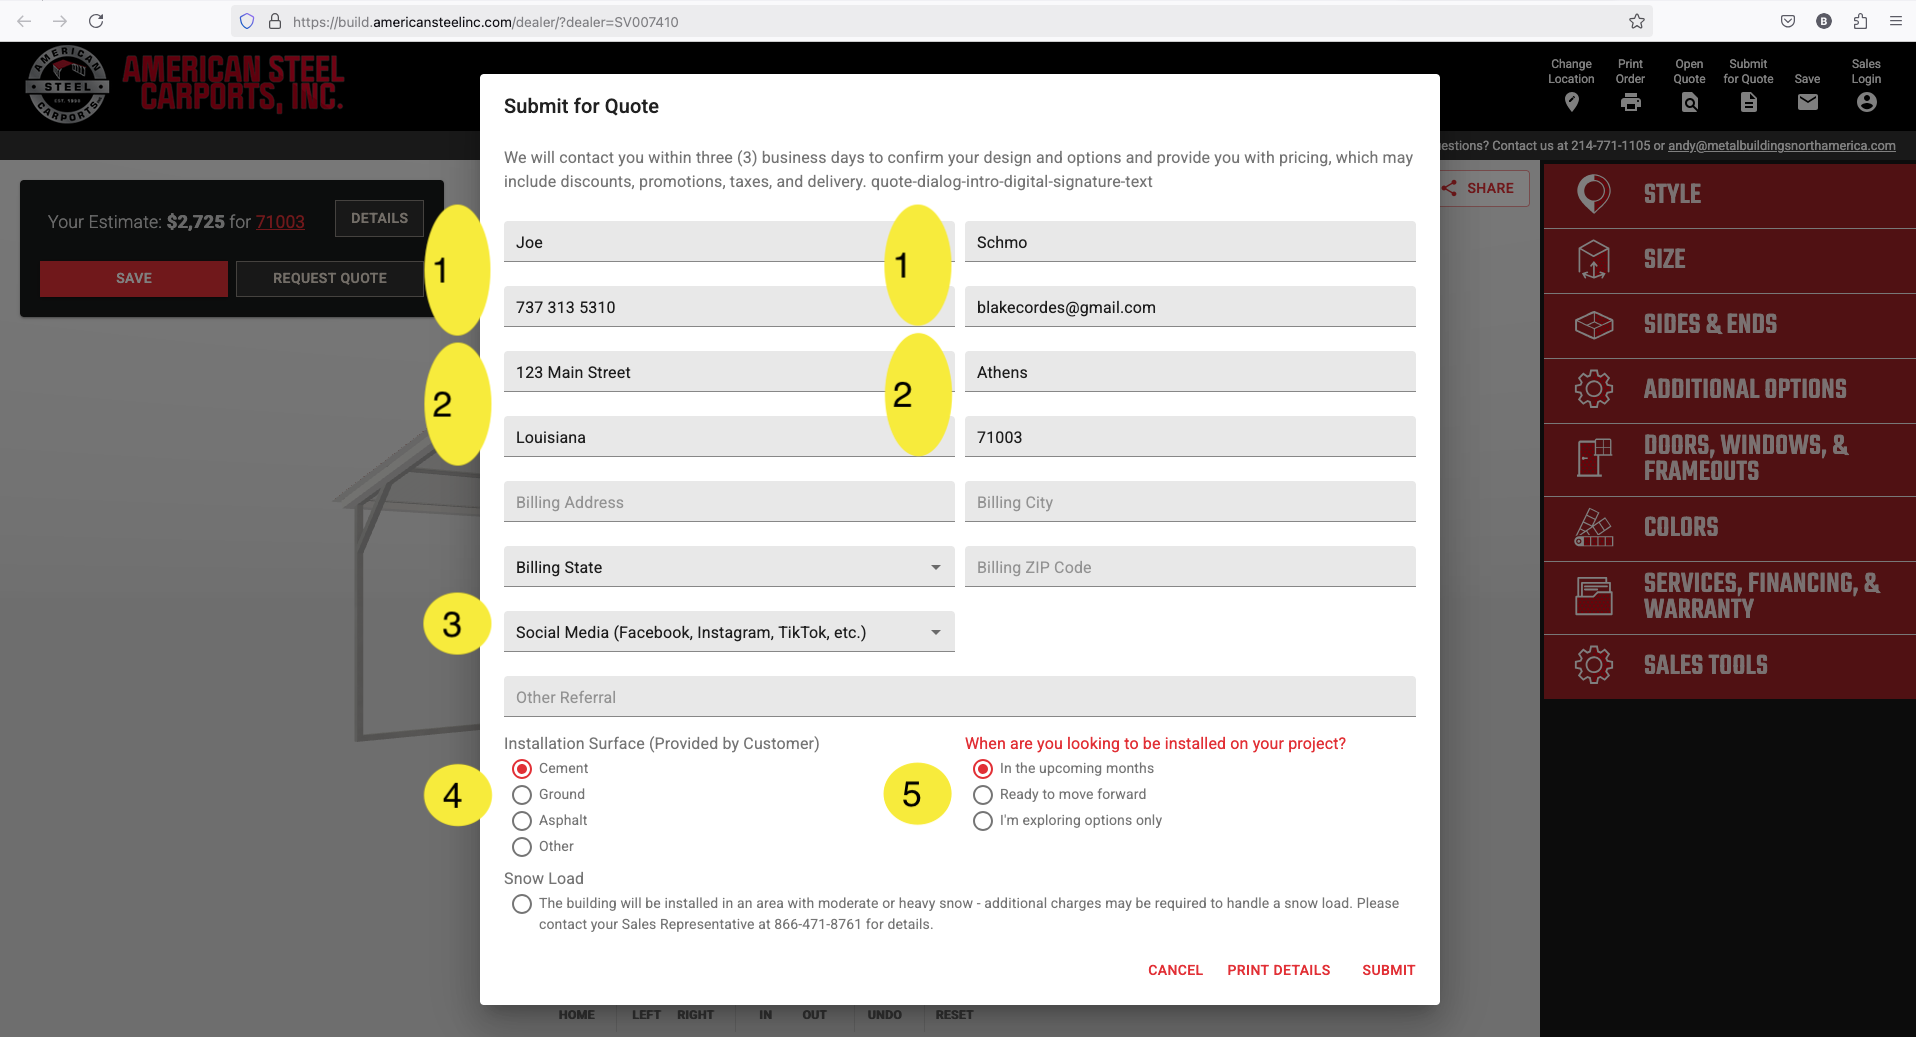 https://build.americansteelinc.com/dealer/?dealer=SV007410
B
AMERICAN
STEEL
EST. 1990
CARPORTS
AMERICAN STEEL
CARPORTS, INC.
Change
Location
Print
Order
Open
Quote
Submit
for Quote
Save
Sales
Login
estions? Contact us at 214-771-1105 or andy@metalbuildingsnorthamerica.com
Your Estimate: $2,725 for 71003
DETAILS
SAVE
REQUEST QUOTE
SHARE
STYLE
SIZE
SIDES & ENDS
ADDITIONAL OPTIONS
DOORS, WINDOWS, &
FRAMEOUTS
COLORS
SERVICES, FINANCING, &
WARRANTY
SALES TOOLS
Submit for Quote
We will contact you within three (3) business days to confirm your design and options and provide you with pricing, which may
include discounts, promotions, taxes, and delivery. quote-dialog-intro-digital-signature-text
1
Joe
1
Schmo
737 313 5310
blakecordes@gmail.com
2
123 Main Street
2
Athens
Louisiana
71003
Billing Address
Billing City
Billing State
Billing ZIP Code
3
Social Media (Facebook, Instagram, TikTok, etc.)
Other Referral
Installation Surface (Provided by Customer)
4
Cement
Ground
Asphalt
Other
When are you looking to be installed on your project?
5
In the upcoming months
Ready to move forward
I'm exploring options only
Snow Load
The building will be installed in an area with moderate or heavy snow - additional charges may be required to handle a snow load. Please
contact your Sales Representative at 866-471-8761 for details.
CANCEL
PRINT DETAILS
SUBMIT
HOME
LEFT
RIGHT
IN
OUT
UNDO
RESET